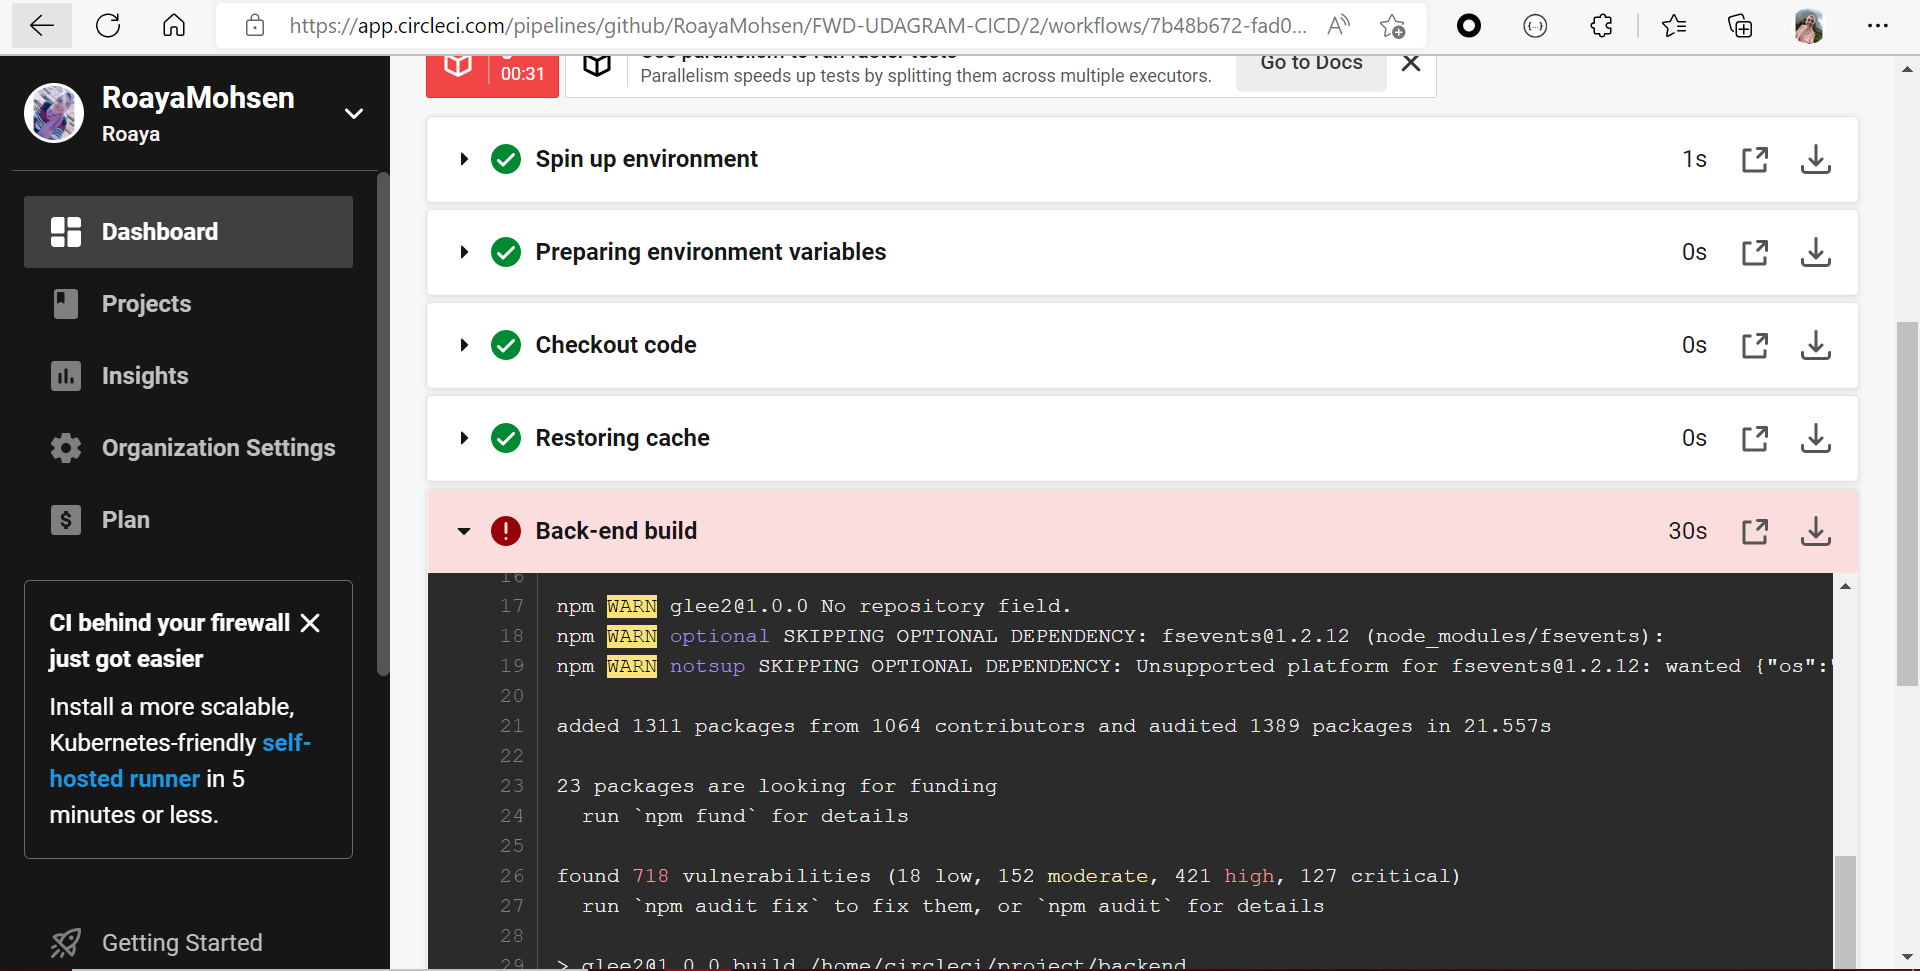 https://app.circleci.com/pipelines/github/RoayaMohsen/FWD-UDAGRAM-CICD/2/workflows/7b48b672-fad0...
RoayaMohsen
Roaya
Dashboard
Projects
Insights
Organization Settings
Plan
CI behind your firewall
just got easier
Install a more scalable,
Kubernetes-friendly self-
hosted runner in 5
minutes or less.
Getting Started
00:31
Use parallelism to run faster tests
Parallelism speeds up tests by splitting them across multiple executors.
Go to Docs
Spin up environment 1s
Preparing environment variables 0s
Checkout code 0s
Restoring cache 0s
Back-end build 30s
16
17 npm WARN glee2@1.0.0 No repository field.
18 npm WARN optional SKIPPING OPTIONAL DEPENDENCY: fsevents@1.2.12 (node_modules/fsevents):
19 npm WARN notsup SKIPPING OPTIONAL DEPENDENCY: Unsupported platform for fsevents@1.2.12: wanted {"os":"
20
21 added 1311 packages from 1064 contributors and audited 1389 packages in 21.557s
22
23 23 packages are looking for funding
24 run `npm fund` for details
25
26 found 718 vulnerabilities (18 low, 152 moderate, 421 high, 127 critical)
27 run `npm audit fix` to fix them, or `npm audit` for details
28
29 > glee2@1.0.0 build /home/circleci/project/backend